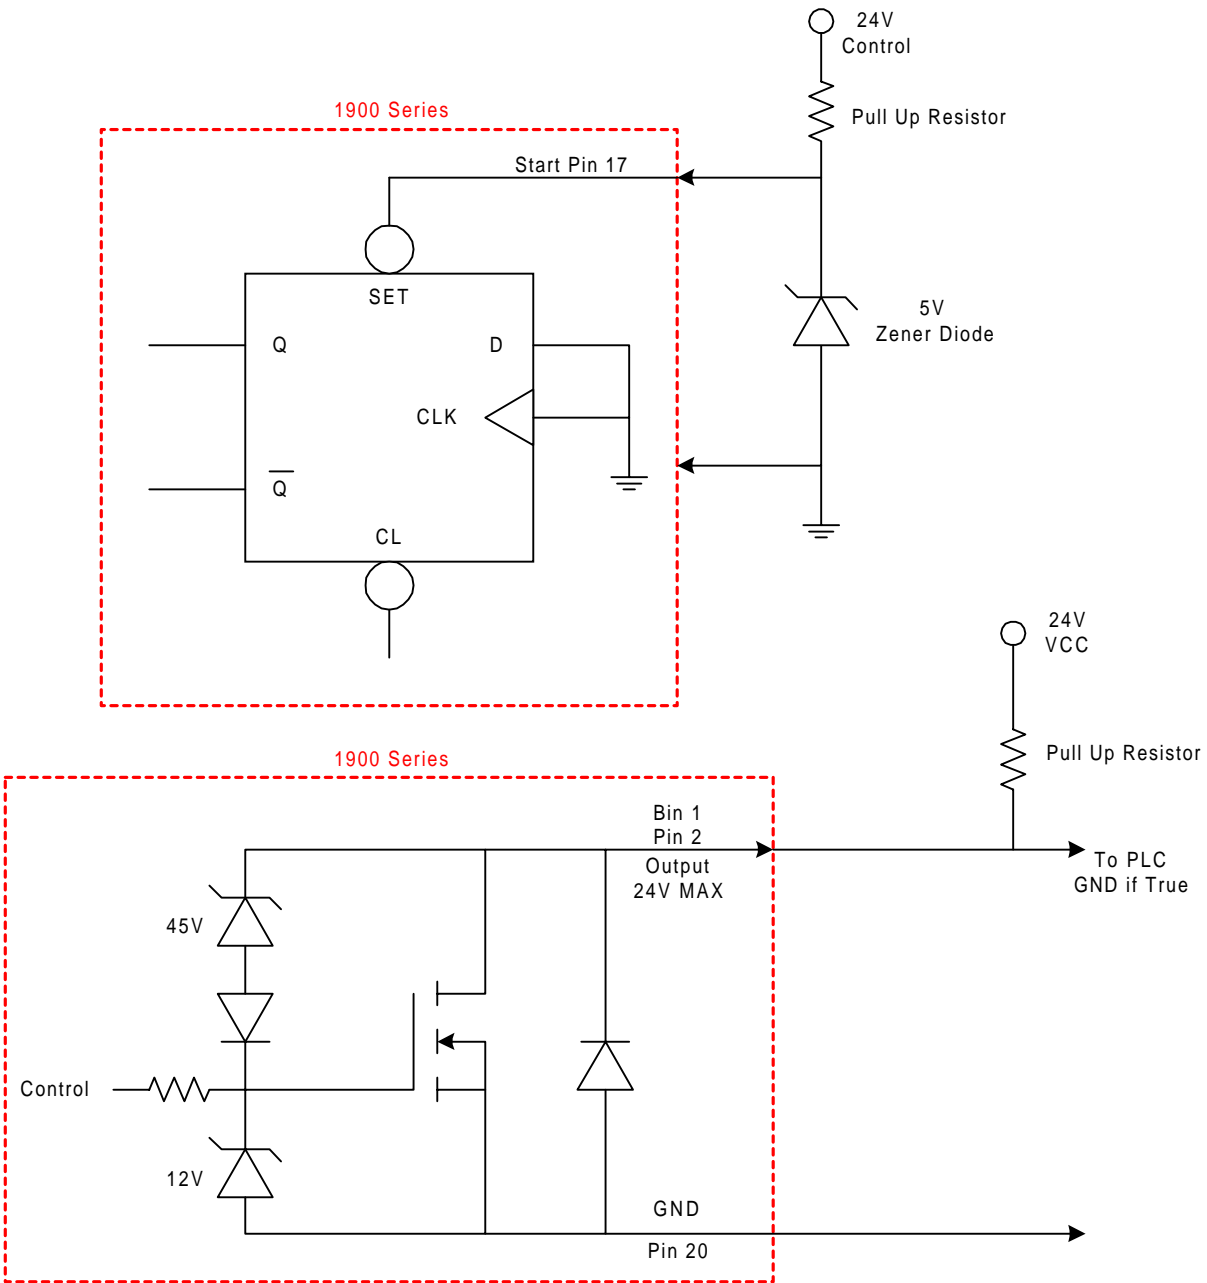 24V
Control
Pull Up Resistor
1900 Series
Start Pin 17
SET
Q
D
CLK
Q̅
CL
5V
Zener Diode
24V
VCC
Pull Up Resistor
1900 Series
Bin 1
Pin 2
Output
24V MAX
To PLC
GND if True
45V
Control
12V
GND
Pin 20